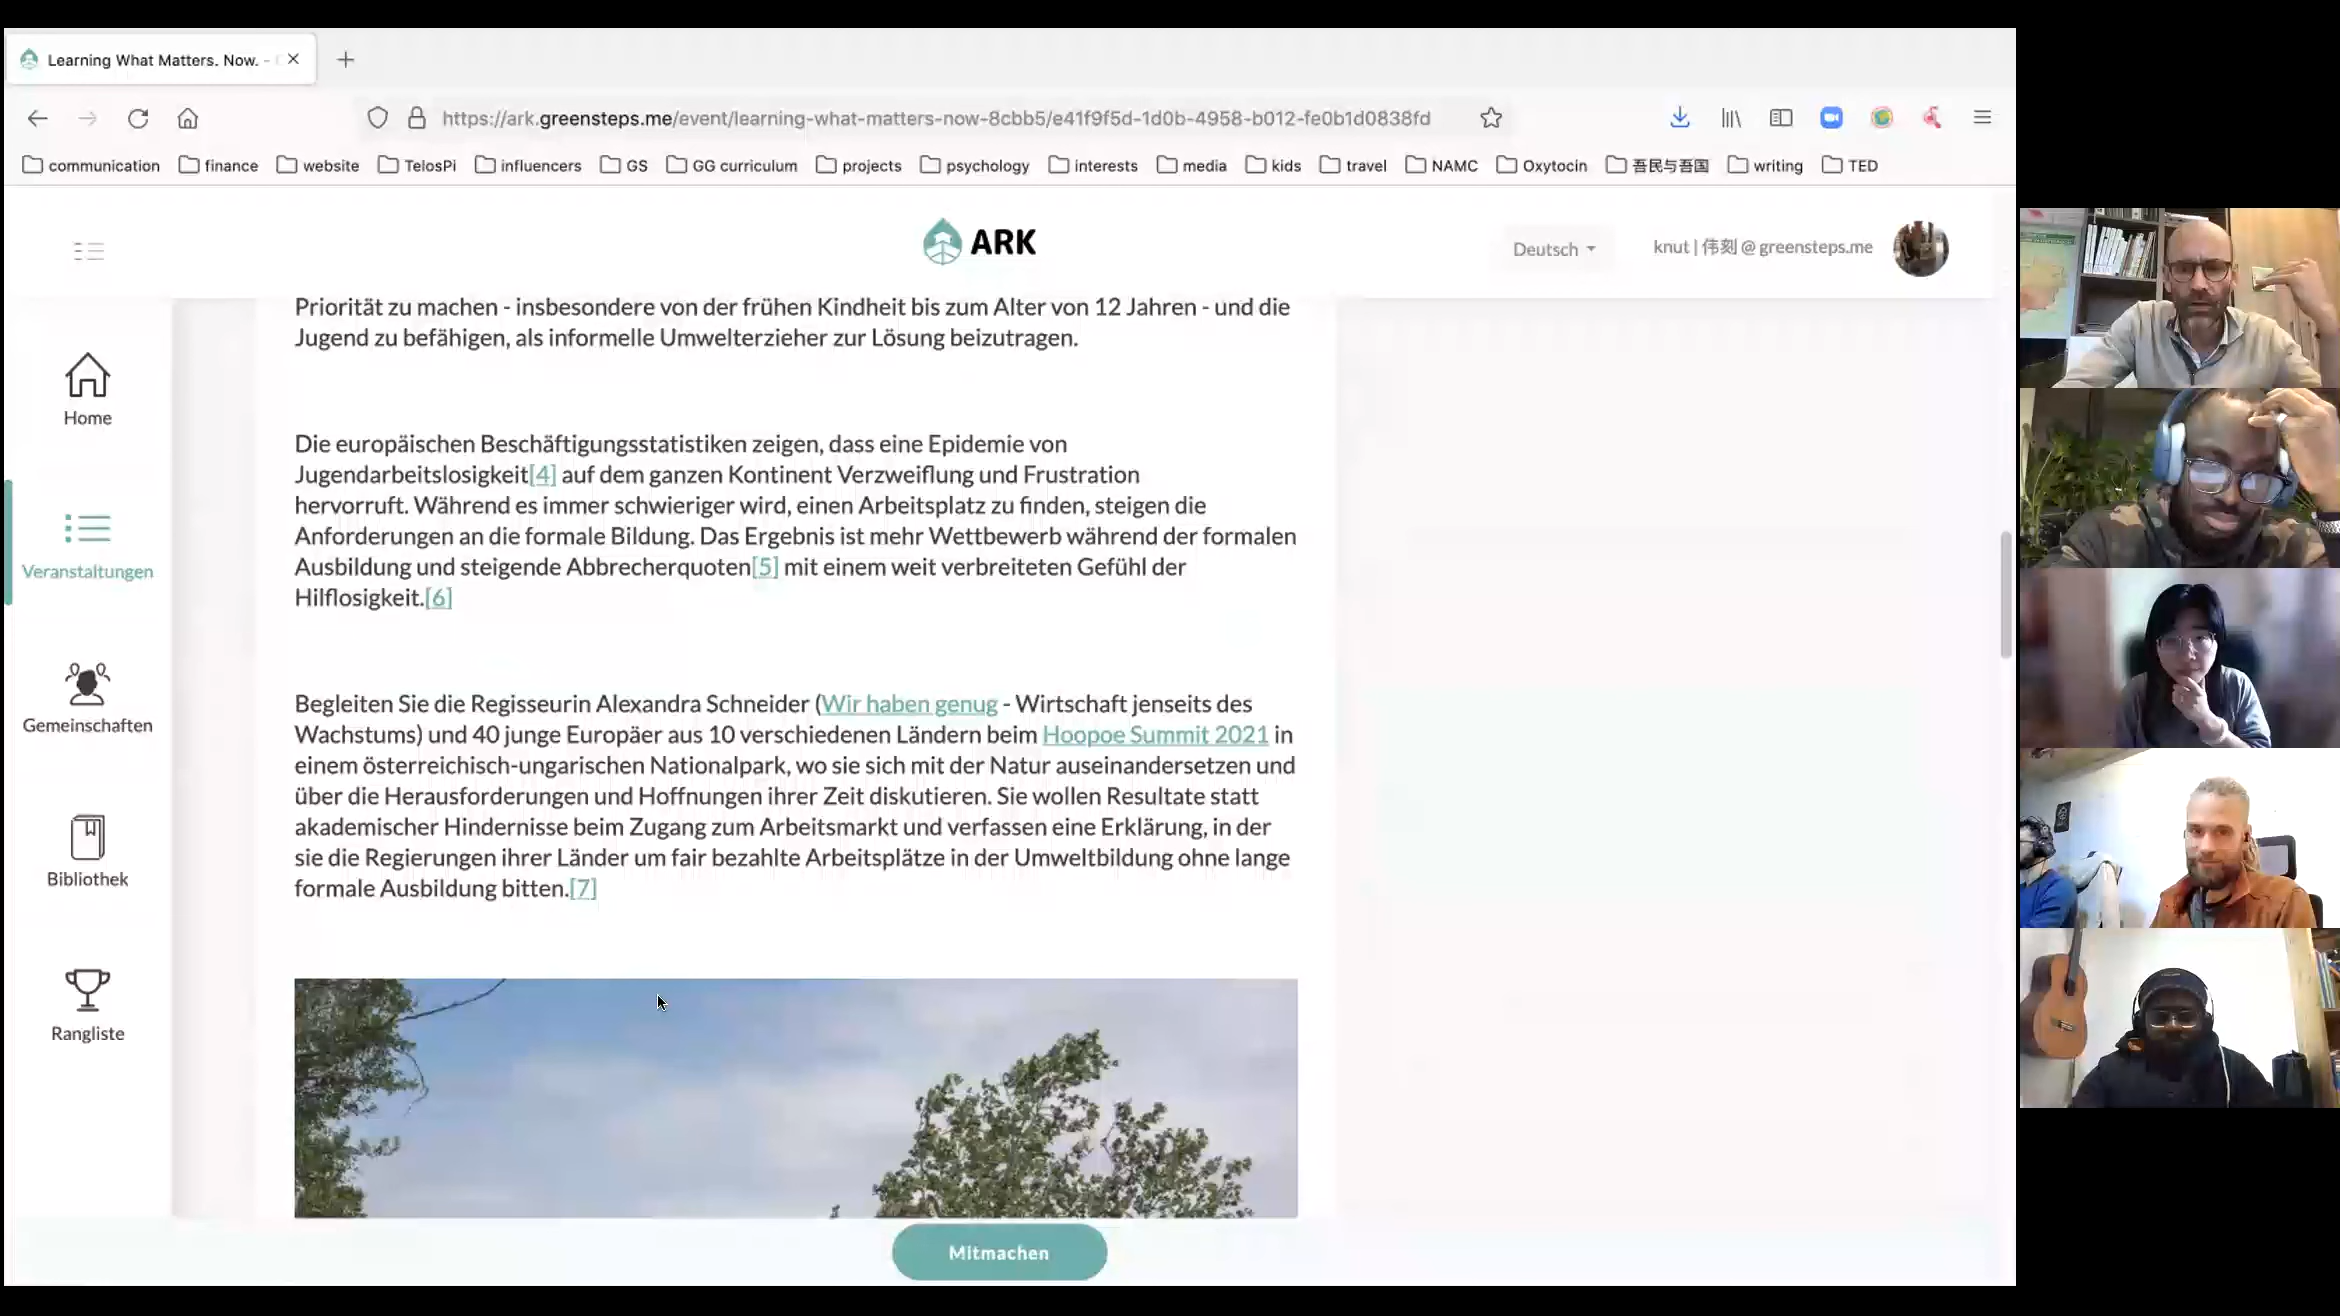 Learning What Matters. Now. -
https://ark.greensteps.me/event/learning-what-matters-now-8cbb5/e41f9f5d-1d0b-4958-b012-fe0b1d0838fd
communication finance website TelosPi influencers GS GG curriculum projects psychology interests media kids travel NAMC Oxytocin 吾民与吾国 writing TED
ARK
Deutsch
knut | 伟刻 @ greensteps.me
Home
Veranstaltungen
Gemeinschaften
Bibliothek
Rangliste
Priorität zu machen - insbesondere von der frühen Kindheit bis zum Alter von 12 Jahren - und die
Jugend zu befähigen, als informelle Umwelterzieher zur Lösung beizutragen.
Die europäischen Beschäftigungsstatistiken zeigen, dass eine Epidemie von
Jugendarbeitslosigkeit[4] auf dem ganzen Kontinent Verzweiflung und Frustration
hervorruft. Während es immer schwieriger wird, einen Arbeitsplatz zu finden, steigen die
Anforderungen an die formale Bildung. Das Ergebnis ist mehr Wettbewerb während der formalen
Ausbildung und steigende Abbrecherquoten[5] mit einem weit verbreiteten Gefühl der
Hilflosigkeit.[6]
Begleiten Sie die Regisseurin Alexandra Schneider (Wir haben genug - Wirtschaft jenseits des
Wachstums) und 40 junge Europäer aus 10 verschiedenen Ländern beim Hoopoe Summit 2021 in
einem österreichisch-ungarischen Nationalpark, wo sie sich mit der Natur auseinandersetzen und
über die Herausforderungen und Hoffnungen ihrer Zeit diskutieren. Sie wollen Resultate statt
akademischer Hindernisse beim Zugang zum Arbeitsmarkt und verfassen eine Erklärung, in der
sie die Regierungen ihrer Länder um fair bezahlte Arbeitsplätze in der Umweltbildung ohne lange
formale Ausbildung bitten.[7]
Mitmachen